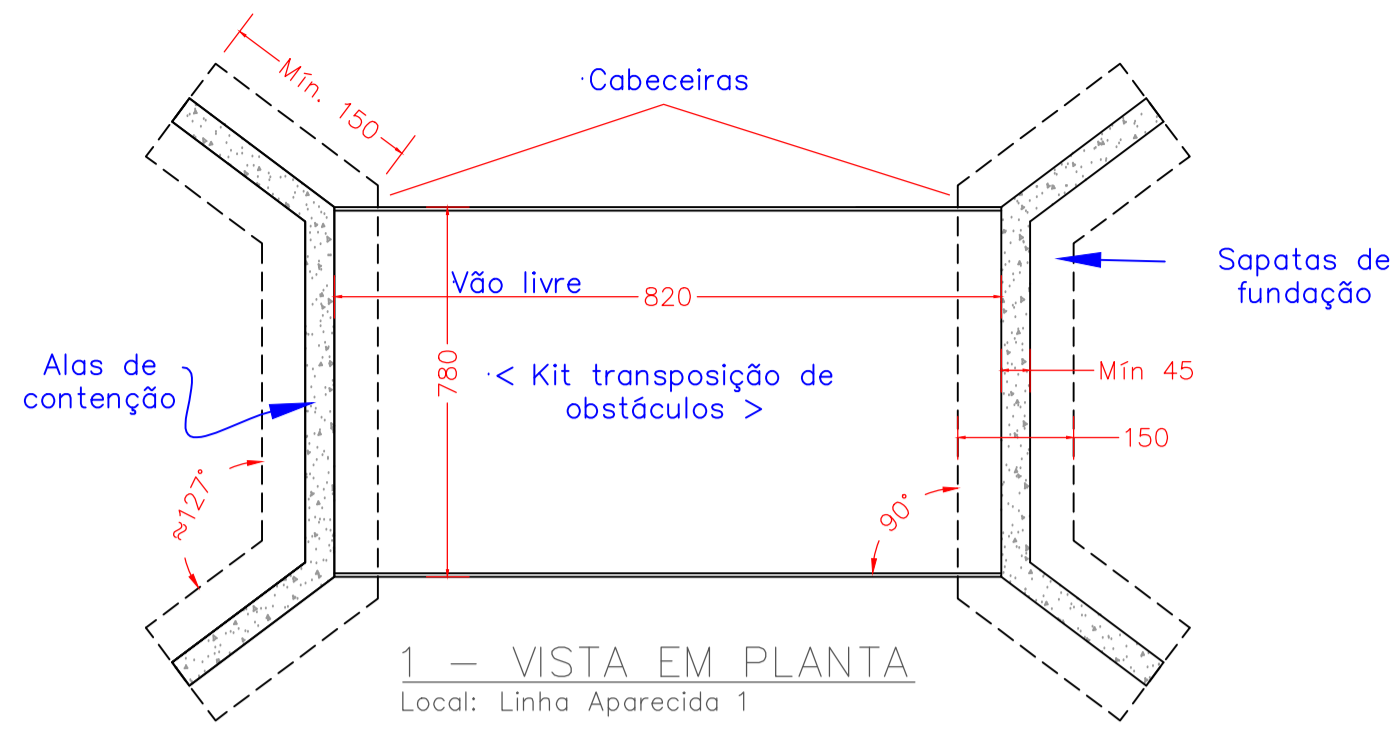 Mín. 150
Cabeceiras
Vão livre
820
Sapatas de
fundação
Alas de
contenção
780
< Kit transposição de
obstáculos >
Mín 45
150
≈127°
90°
1 – VISTA EM PLANTA
Local: Linha Aparecida 1